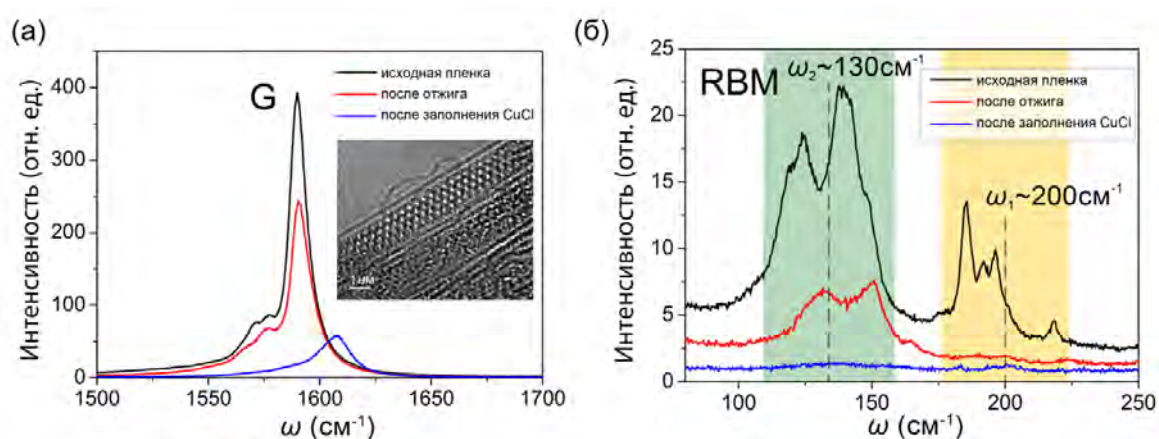 (а)
G
исходная пленка
после отжига
после заполнения CuCl
1 нм
Интенсивность (отн. ед.)
400
300
200
100
0
1500
1550
1600
1650
1700
ω (см⁻¹)
(б)
RBM
ω₂~130см⁻¹
исходная пленка
после отжига
после заполнения CuCl
ω₁~200см⁻¹
Интенсивность (отн. ед.)
25
20
15
10
5
0
100
150
200
250
ω (см⁻¹)